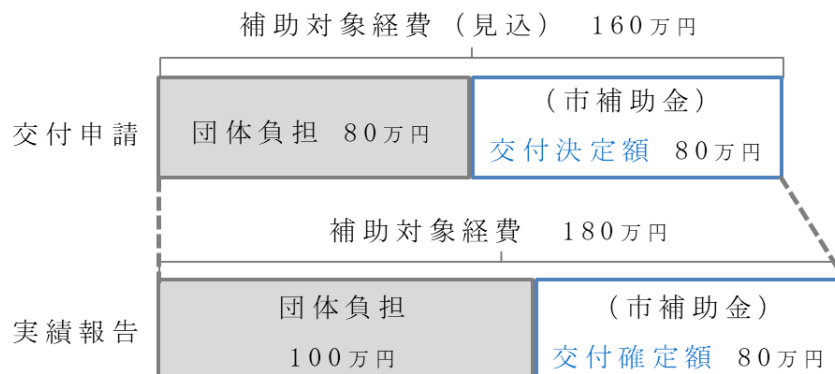 補助対象経費（見込） 160万円
交付申請
団体負担 80万円
（市補助金）
交付決定額 80万円
補助対象経費 180万円
実績報告
団体負担
100万円
（市補助金）
交付確定額 80万円